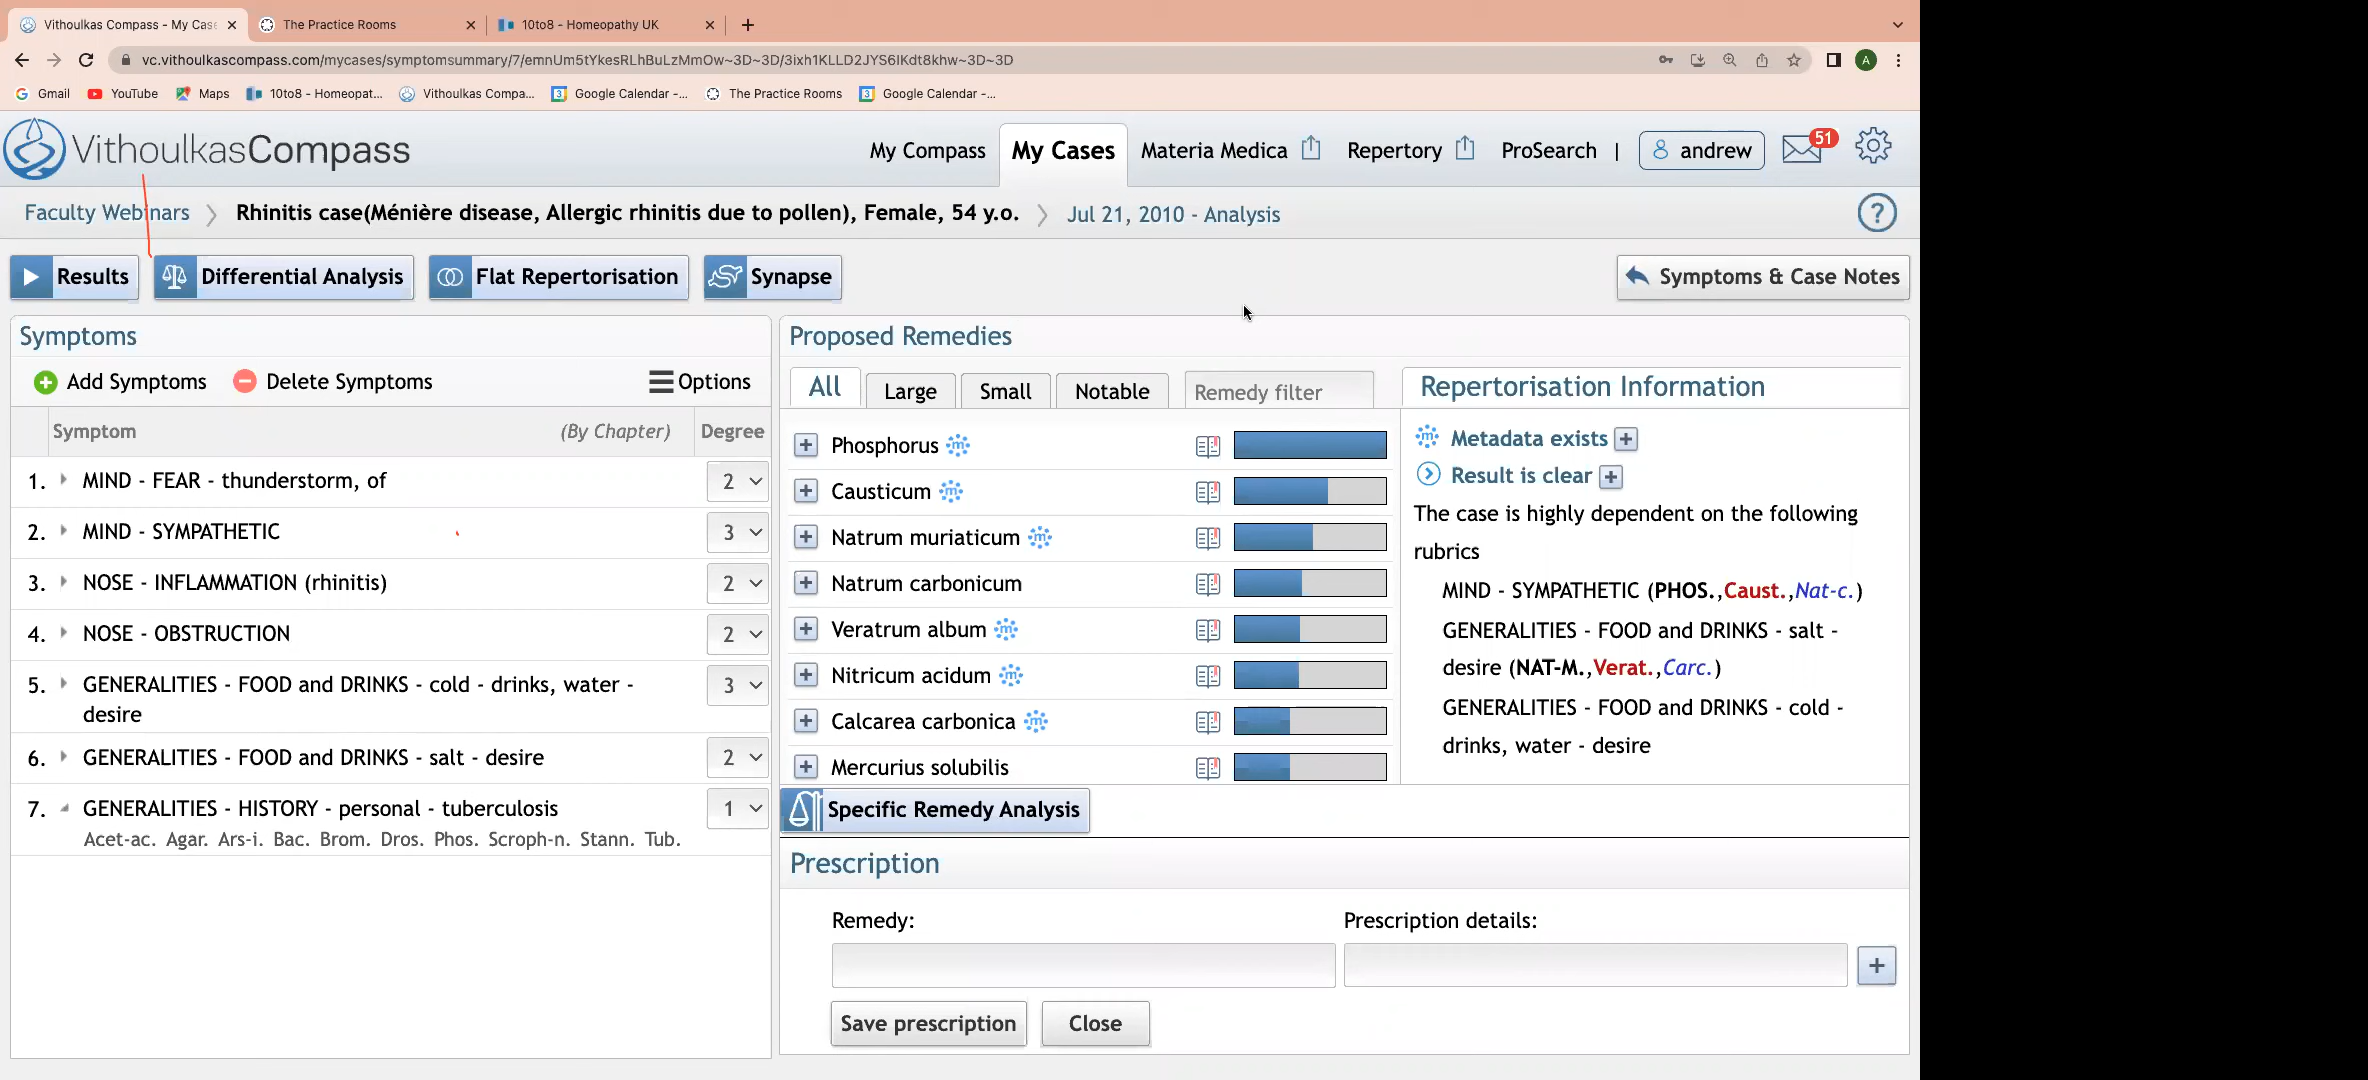 Vithoulkas Compass - My Case
The Practice Rooms
10to8 - Homeopathy UK
vc.vithoulkascompass.com/mycases/symptomsummary/7/emnUm5tYkesRLhBuLzMmOw~3D~3D/3ixh1KLLD2JYS6IKdt8khw~3D~3D
A
Gmail
YouTube
Maps
10to8 - Homeopat...
Vithoulkas Compa...
3
Google Calendar -...
The Practice Rooms
3
Google Calendar -...
VithoulkasCompass
My Compass
My Cases
Materia Medica
Repertory
ProSearch
|
andrew
51
Faculty Webinars
Rhinitis case(Ménière disease, Allergic rhinitis due to pollen), Female, 54 y.o.
Jul 21, 2010 - Analysis
?
Results
Differential Analysis
Flat Repertorisation
Synapse
Symptoms & Case Notes
Symptoms
Add Symptoms
Delete Symptoms
Options
Symptom
(By Chapter)
Degree
1. MIND - FEAR - thunderstorm, of
2
2. MIND - SYMPATHETIC
3
3. NOSE - INFLAMMATION (rhinitis)
2
4. NOSE - OBSTRUCTION
2
5. GENERALITIES - FOOD and DRINKS - cold - drinks, water -
desire
3
6. GENERALITIES - FOOD and DRINKS - salt - desire
2
7. GENERALITIES - HISTORY - personal - tuberculosis
1
Acet-ac. Agar. Ars-i. Bac. Brom. Dros. Phos. Scroph-n. Stann. Tub.
Proposed Remedies
All
Large
Small
Notable
Remedy filter
Phosphorus m
Causticum m
Natrum muriaticum m
Natrum carbonicum
Veratrum album m
Nitricum acidum m
Calcarea carbonica m
Mercurius solubilis
Repertorisation Information
m Metadata exists
Result is clear
The case is highly dependent on the following
rubrics
MIND - SYMPATHETIC (PHOS.,Caust.,Nat-c.)
GENERALITIES - FOOD and DRINKS - salt -
desire (NAT-M.,Verat.,Carc.)
GENERALITIES - FOOD and DRINKS - cold -
drinks, water - desire
Specific Remedy Analysis
Prescription
Remedy:
Prescription details:
Save prescription
Close